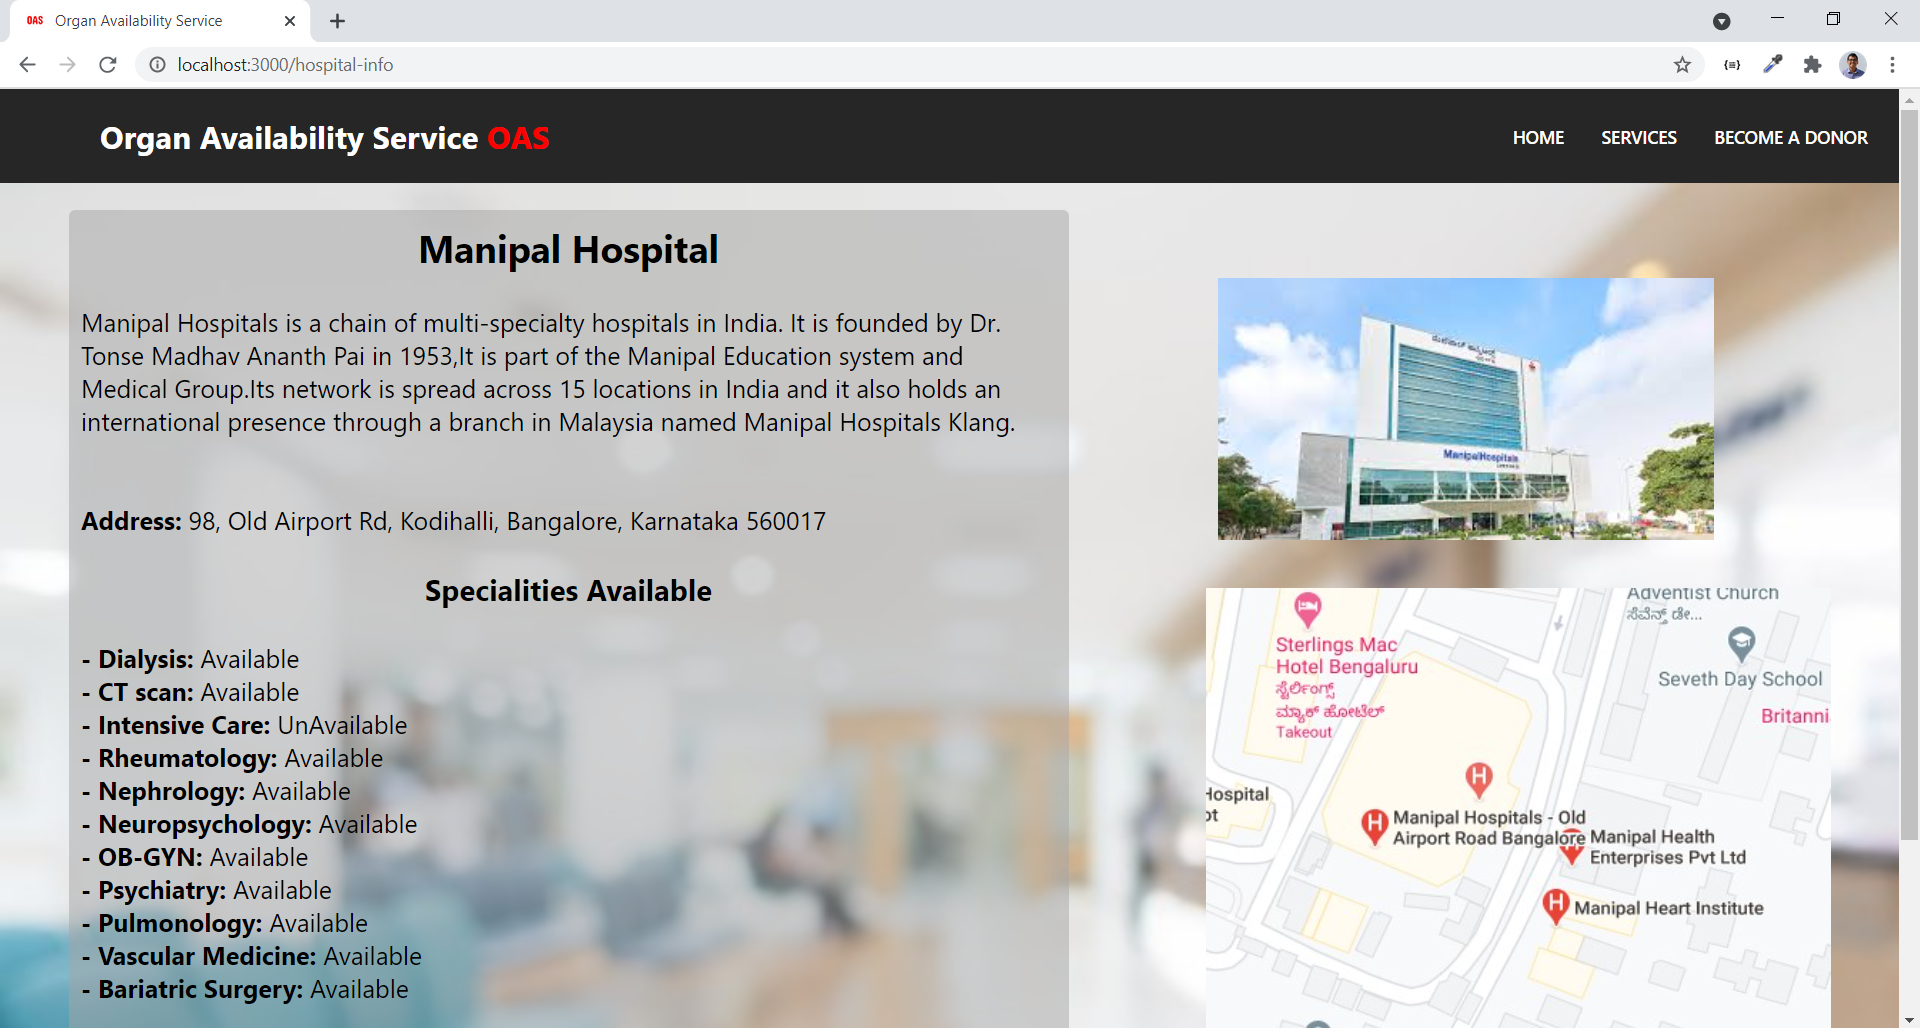 OAS Organ Availability Service
localhost:3000/hospital-info
Organ Availability Service OAS
HOME SERVICES BECOME A DONOR
Manipal Hospital
Manipal Hospitals is a chain of multi-specialty hospitals in India. It is founded by Dr.
Tonse Madhav Ananth Pai in 1953,It is part of the Manipal Education system and
Medical Group.Its network is spread across 15 locations in India and it also holds an
international presence through a branch in Malaysia named Manipal Hospitals Klang.
Address: 98, Old Airport Rd, Kodihalli, Bangalore, Karnataka 560017
Specialities Available
- Dialysis: Available
- CT scan: Available
- Intensive Care: UnAvailable
- Rheumatology: Available
- Nephrology: Available
- Neuropsychology: Available
- OB-GYN: Available
- Psychiatry: Available
- Pulmonology: Available
- Vascular Medicine: Available
- Bariatric Surgery: Available
ManipalHospitals
Adventist Church
ಸೆವೆನ್ತ್ ಡೇ...
Sterlings Mac
Hotel Bengaluru
ಸ್ಟೆರ್ಲಿಂಗ್ಸ್
ಮ್ಯಾಕ್ ಹೋಟೆಲ್
Takeout
Seveth Day School
Britanni
Hospital
pt
H
H Manipal Hospitals - Old
Airport Road Bangalore
H Manipal Health
Enterprises Pvt Ltd
H Manipal Heart Institute